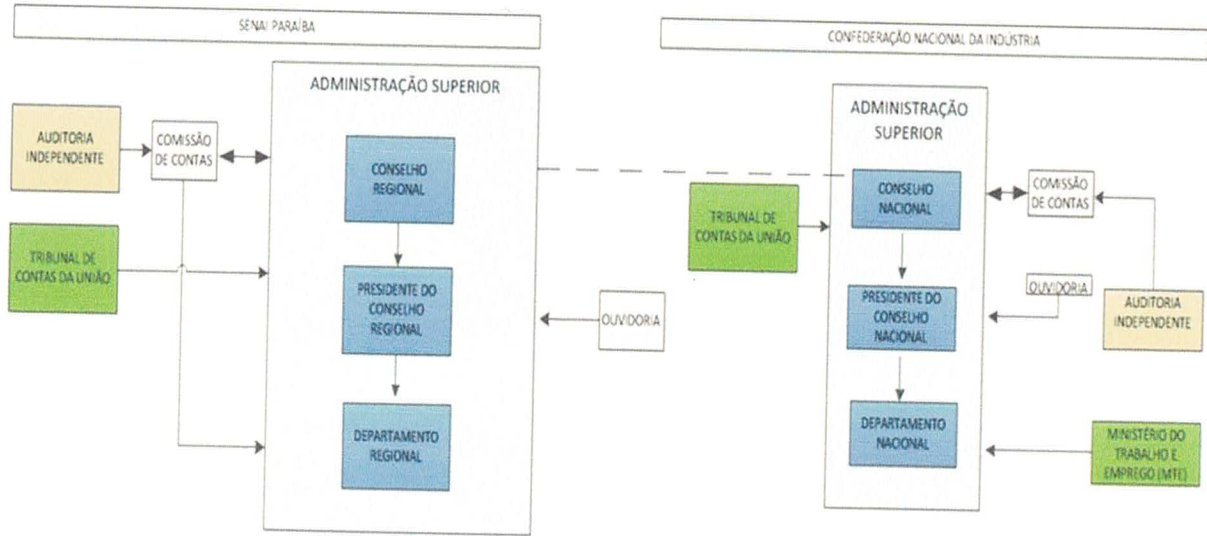 SENAI PARAÍBA
ADMINISTRAÇÃO SUPERIOR
AUDITORIA
INDEPENDENTE
COMISSÃO
DE CONTAS
CONSELHO
REGIONAL
TRIBUNAL DE
CONTAS DA UNIÃO
PRESIDENTE DO
CONSELHO
REGIONAL
OUVIDORIA
DEPARTAMENTO
REGIONAL
CONFEDERAÇÃO NACIONAL DA INDÚSTRIA
ADMINISTRAÇÃO
SUPERIOR
TRIBUNAL DE
CONTAS DA UNIÃO
CONSELHO
NACIONAL
COMISSÃO
DE CONTAS
PRESIDENTE DO
CONSELHO
NACIONAL
OUVIDORIA
AUDITORIA
INDEPENDENTE
DEPARTAMENTO
NACIONAL
MINISTÉRIO DO
TRABALHO E
EMPREGO (MTE)